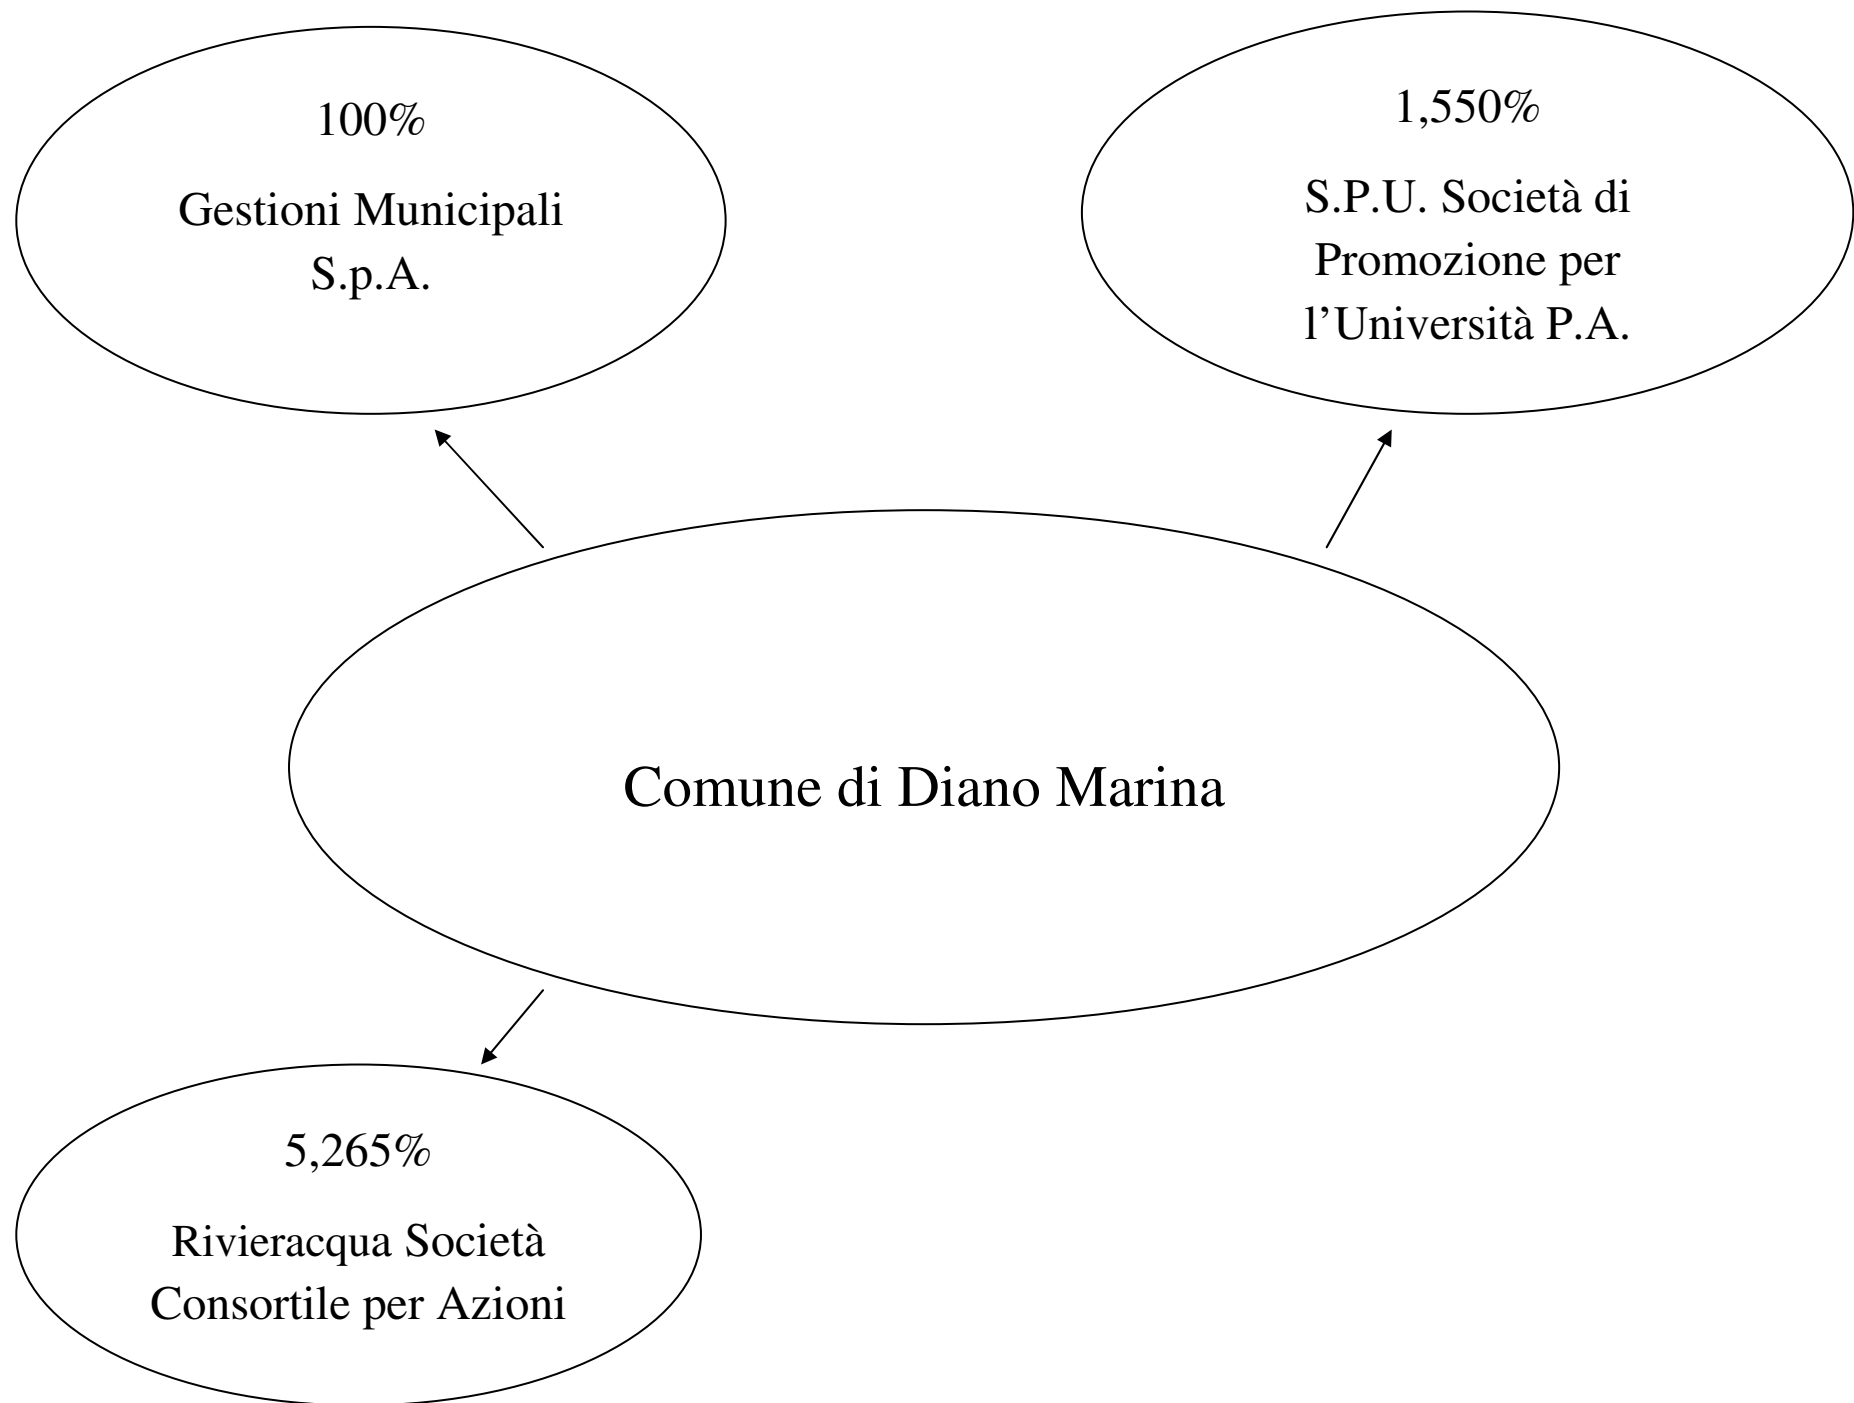 100%
Gestioni Municipali
S.p.A.
1,550%
S.P.U. Società di
Promozione per
l’Università P.A.
Comune di Diano Marina
5,265%
Rivieracqua Società
Consortile per Azioni